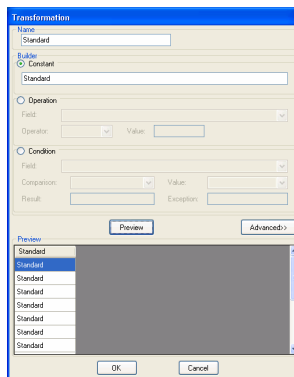 Transformation
Name
Standard
Builder
Constant
Standard
Operation
Field:
Operator:
Value:
Condition
Field:
Comparison:
Value:
Result:
Exception:
Preview
Advanced>>
Preview
Standard
Standard
Standard
Standard
Standard
Standard
Standard
Standard
OK
Cancel